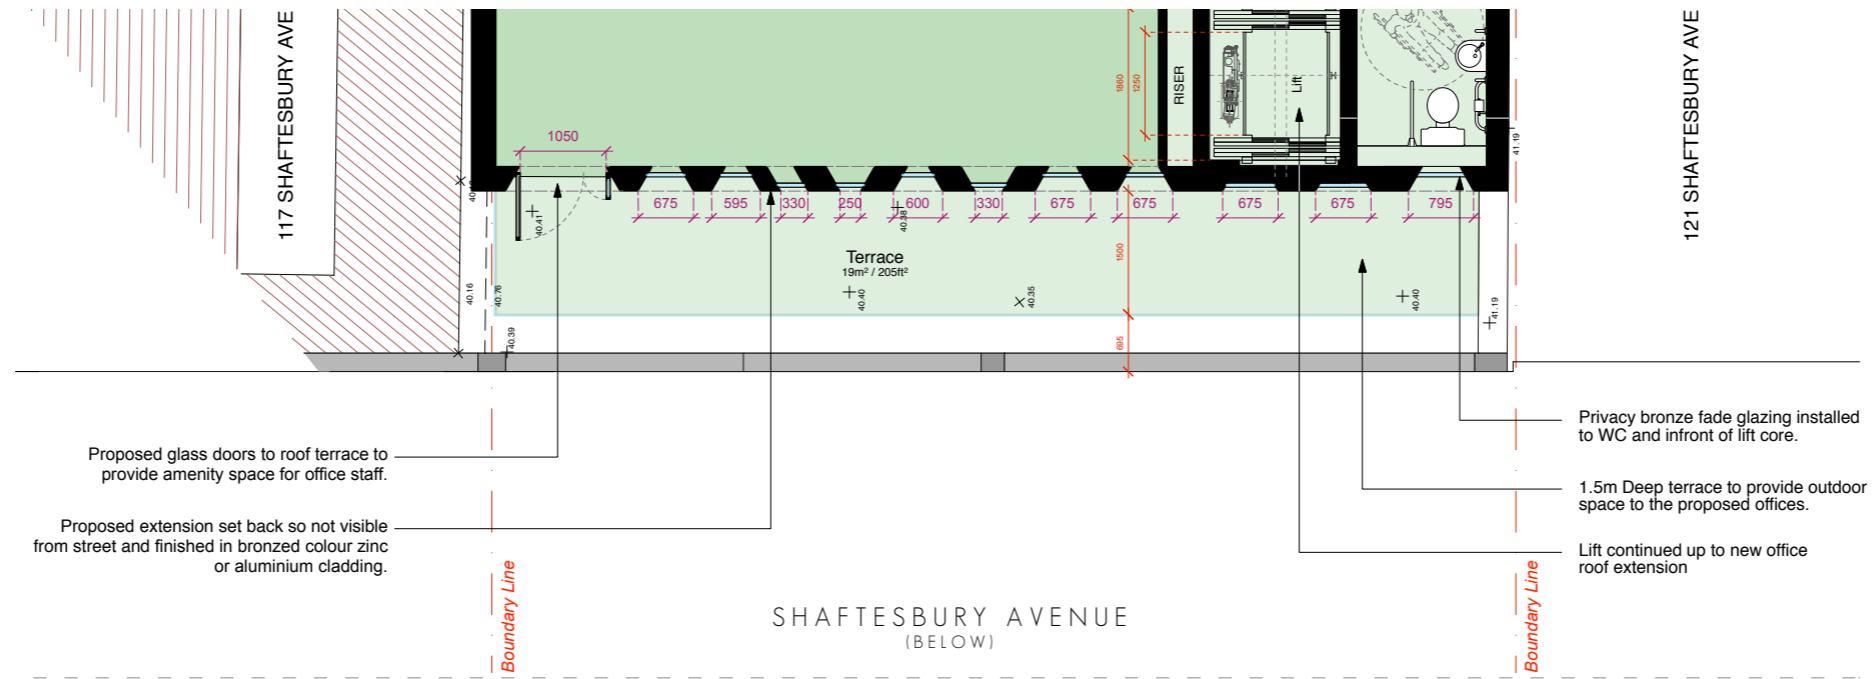 117 SHAFTESBURY AVE
121 SHAFTESBURY AVE
RISER
Lift
1860
1250
41.19
1050
675
595
330
250
600
330
675
675
675
675
795
40.41
40.38
1500
Terrace
19m² / 205ft²
40.16
40.76
40.40
40.35
40.40
41.19
40.39
695
Proposed glass doors to roof terrace to
provide amenity space for office staff.
Proposed extension set back so not visible
from street and finished in bronzed colour zinc
or aluminium cladding.
Privacy bronze fade glazing installed
to WC and infront of lift core.
1.5m Deep terrace to provide outdoor
space to the proposed offices.
Lift continued up to new office
roof extension
Boundary Line
Boundary Line
SHAFTESBURY AVENUE
(BELOW)